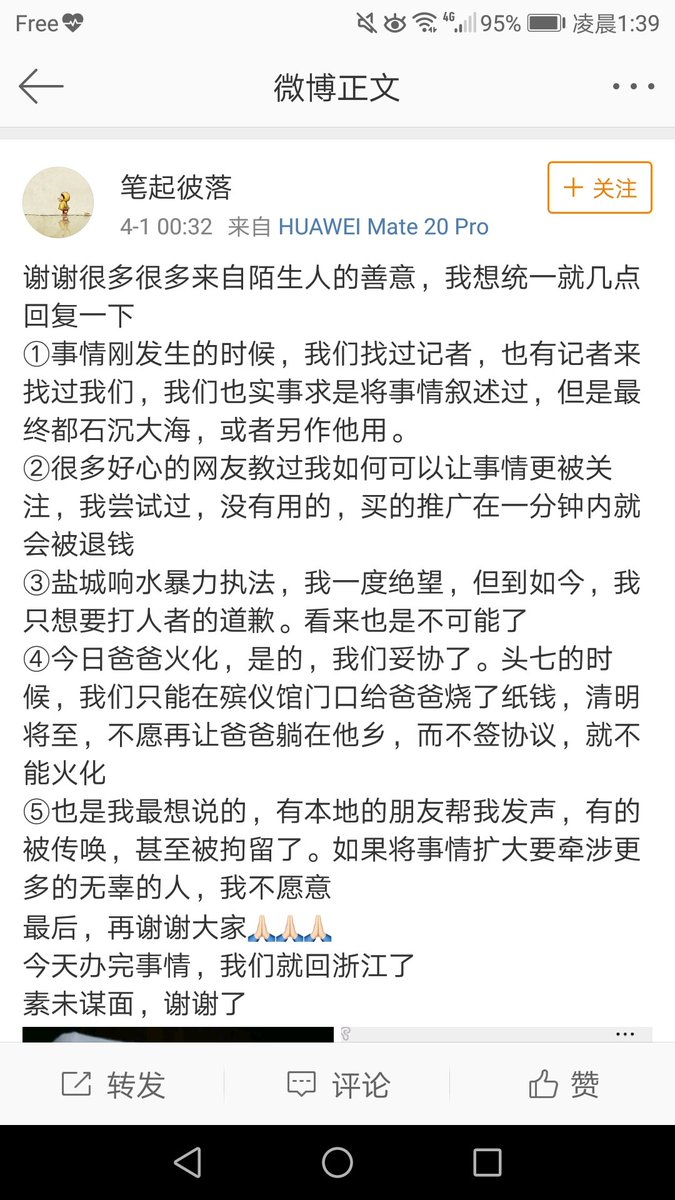 Free
4G
95%
凌晨1:39
微博正文
笔起彼落
+ 关注
4-1 00:32 来自 HUAWEI Mate 20 Pro
谢谢很多很多来自陌生人的善意，我想统一就几点
回复一下
①事情刚发生的时候，我们找过记者，也有记者来
找过我们，我们也实事求是将事情叙述过，但是最
终都石沉大海，或者另作他用。
②很多好心的网友教过我如何可以让事情更被关
注，我尝试过，没有用的，买的推广在一分钟内就
会被退钱
③盐城响水暴力执法，我一度绝望，但到如今，我
只想要打人者的道歉。看来也是不可能了
④今日爸爸火化，是的，我们妥协了。头七的时
候，我们只能在殡仪馆门口给爸爸烧了纸钱，清明
将至，不愿再让爸爸躺在他乡，而不签协议，就不
能火化
⑤也是我最想说的，有本地的朋友帮我发声，有的
被传唤，甚至被拘留了。如果将事情扩大要牵涉更
多的无辜的人，我不愿意
最后，再谢谢大家🙏🏻🙏🏻🙏🏻
今天办完事情，我们就回浙江了
素未谋面，谢谢了
转发
评论
赞